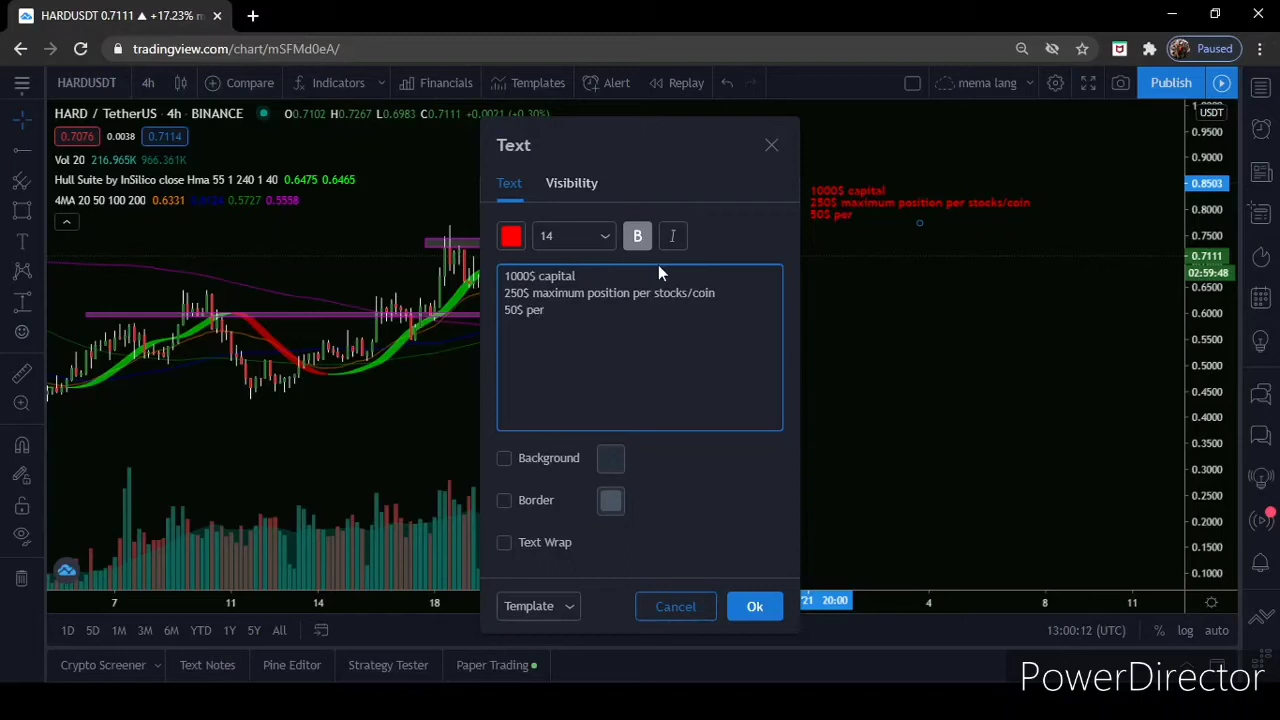 HARDUSDT 0.7111 ▲ +17.23%
tradingview.com/chart/mSFMd0eA/
Paused
HARDUSDT 4h Compare Indicators Financials Templates Alert Replay mema lang Publish
HARD / TetherUS · 4h · BINANCE O0.7102 H0.7267 L0.6983 C0.7111 +0.0021 (+0.30%)
0.7076 0.0038 0.7114
Vol 20 216.965K 966.361K
Hull Suite by InSilico close Hma 55 1 240 1 40 0.6475 0.6465
4MA 20 50 100 200 0.6331 0.5727 0.5558
Text
Text Visibility
14 B I
1000$ capital
250$ maximum position per stocks/coin
50$ per
Background
Border
Text Wrap
Template Cancel Ok
1000$ capital
250$ maximum position per stocks/coin
50$ per
USDT
0.9500
0.9000
0.8503
0.8000
0.7500
0.7111
02:59:48
0.6500
0.6000
0.5500
0.5000
0.4500
0.4000
0.3500
0.3000
0.2500
0.2000
0.1500
0.1000
7 11 14 18 '21 20:00 4 8 11
1D 5D 1M 3M 6M YTD 1Y 5Y All 13:00:12 (UTC) % log auto
Crypto Screener Text Notes Pine Editor Strategy Tester Paper Trading
PowerDirector